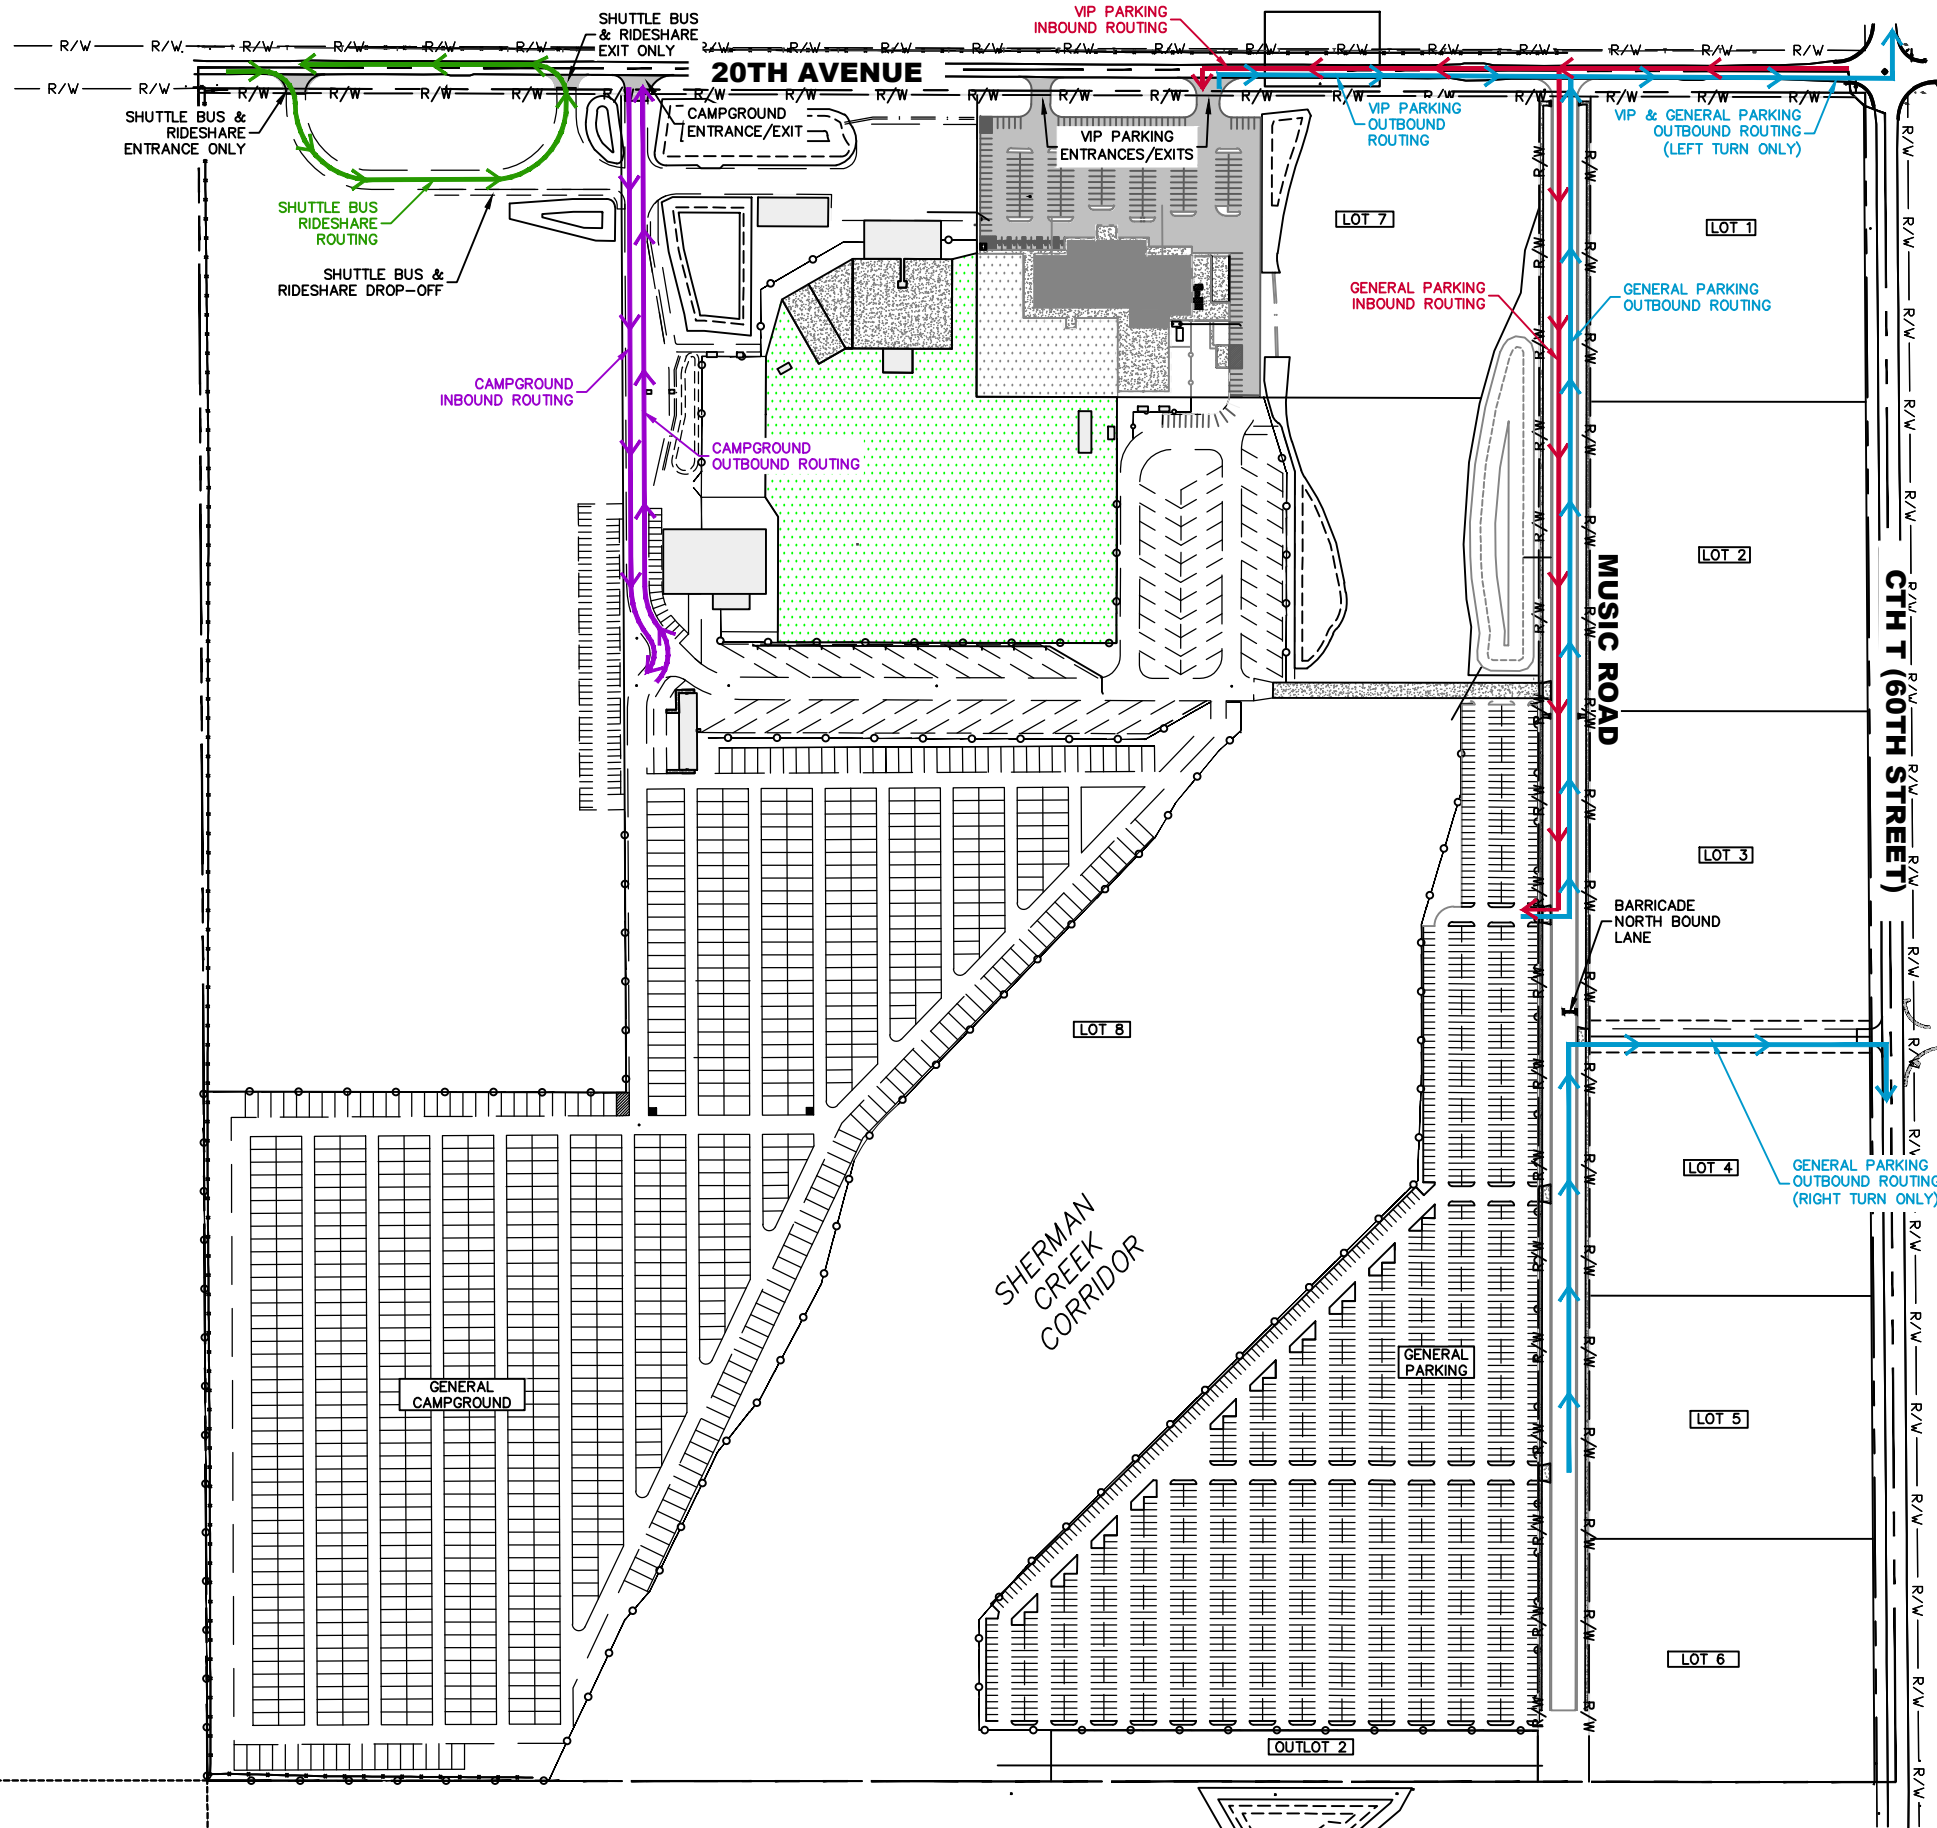 SHUTTLE BUS
& RIDESHARE
EXIT ONLY
VIP PARKING
INBOUND ROUTING
R/W R/W R/W R/W R/W R/W R/W R/W R/W R/W R/W R/W R/W R/W R/W R/W R/W R/W
20TH AVENUE
R/W R/W R/W R/W R/W R/W R/W R/W R/W R/W R/W R/W R/W R/W R/W R/W R/W R/W
SHUTTLE BUS &
RIDESHARE
ENTRANCE ONLY
CAMPGROUND
ENTRANCE/EXIT
VIP PARKING
ENTRANCES/EXITS
VIP PARKING
OUTBOUND
ROUTING
VIP & GENERAL PARKING
OUTBOUND ROUTING
(LEFT TURN ONLY)
SHUTTLE BUS
RIDESHARE
ROUTING
SHUTTLE BUS &
RIDESHARE DROP-OFF
LOT 7
LOT 1
GENERAL PARKING
INBOUND ROUTING
GENERAL PARKING
OUTBOUND ROUTING
CAMPGROUND
INBOUND ROUTING
CAMPGROUND
OUTBOUND ROUTING
LOT 2
MUSIC ROAD
CTH T (60TH STREET)
LOT 3
BARRICADE
NORTH BOUND
LANE
LOT 8
LOT 4
GENERAL PARKING
OUTBOUND ROUTING
(RIGHT TURN ONLY)
SHERMAN
CREEK
CORRIDOR
GENERAL
PARKING
GENERAL
CAMPGROUND
LOT 5
LOT 6
OUTLOT 2